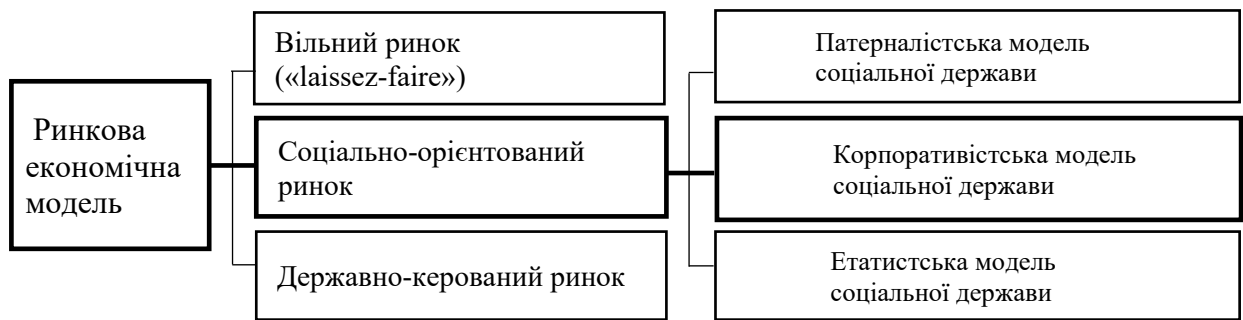 Ринкова
економічна
модель
Вільний ринок
(«laissez-faire»)
Соціально-орієнтований
ринок
Державно-керований ринок
Патерналістська модель
соціальної держави
Корпоративістська модель
соціальної держави
Етатистська модель
соціальної держави